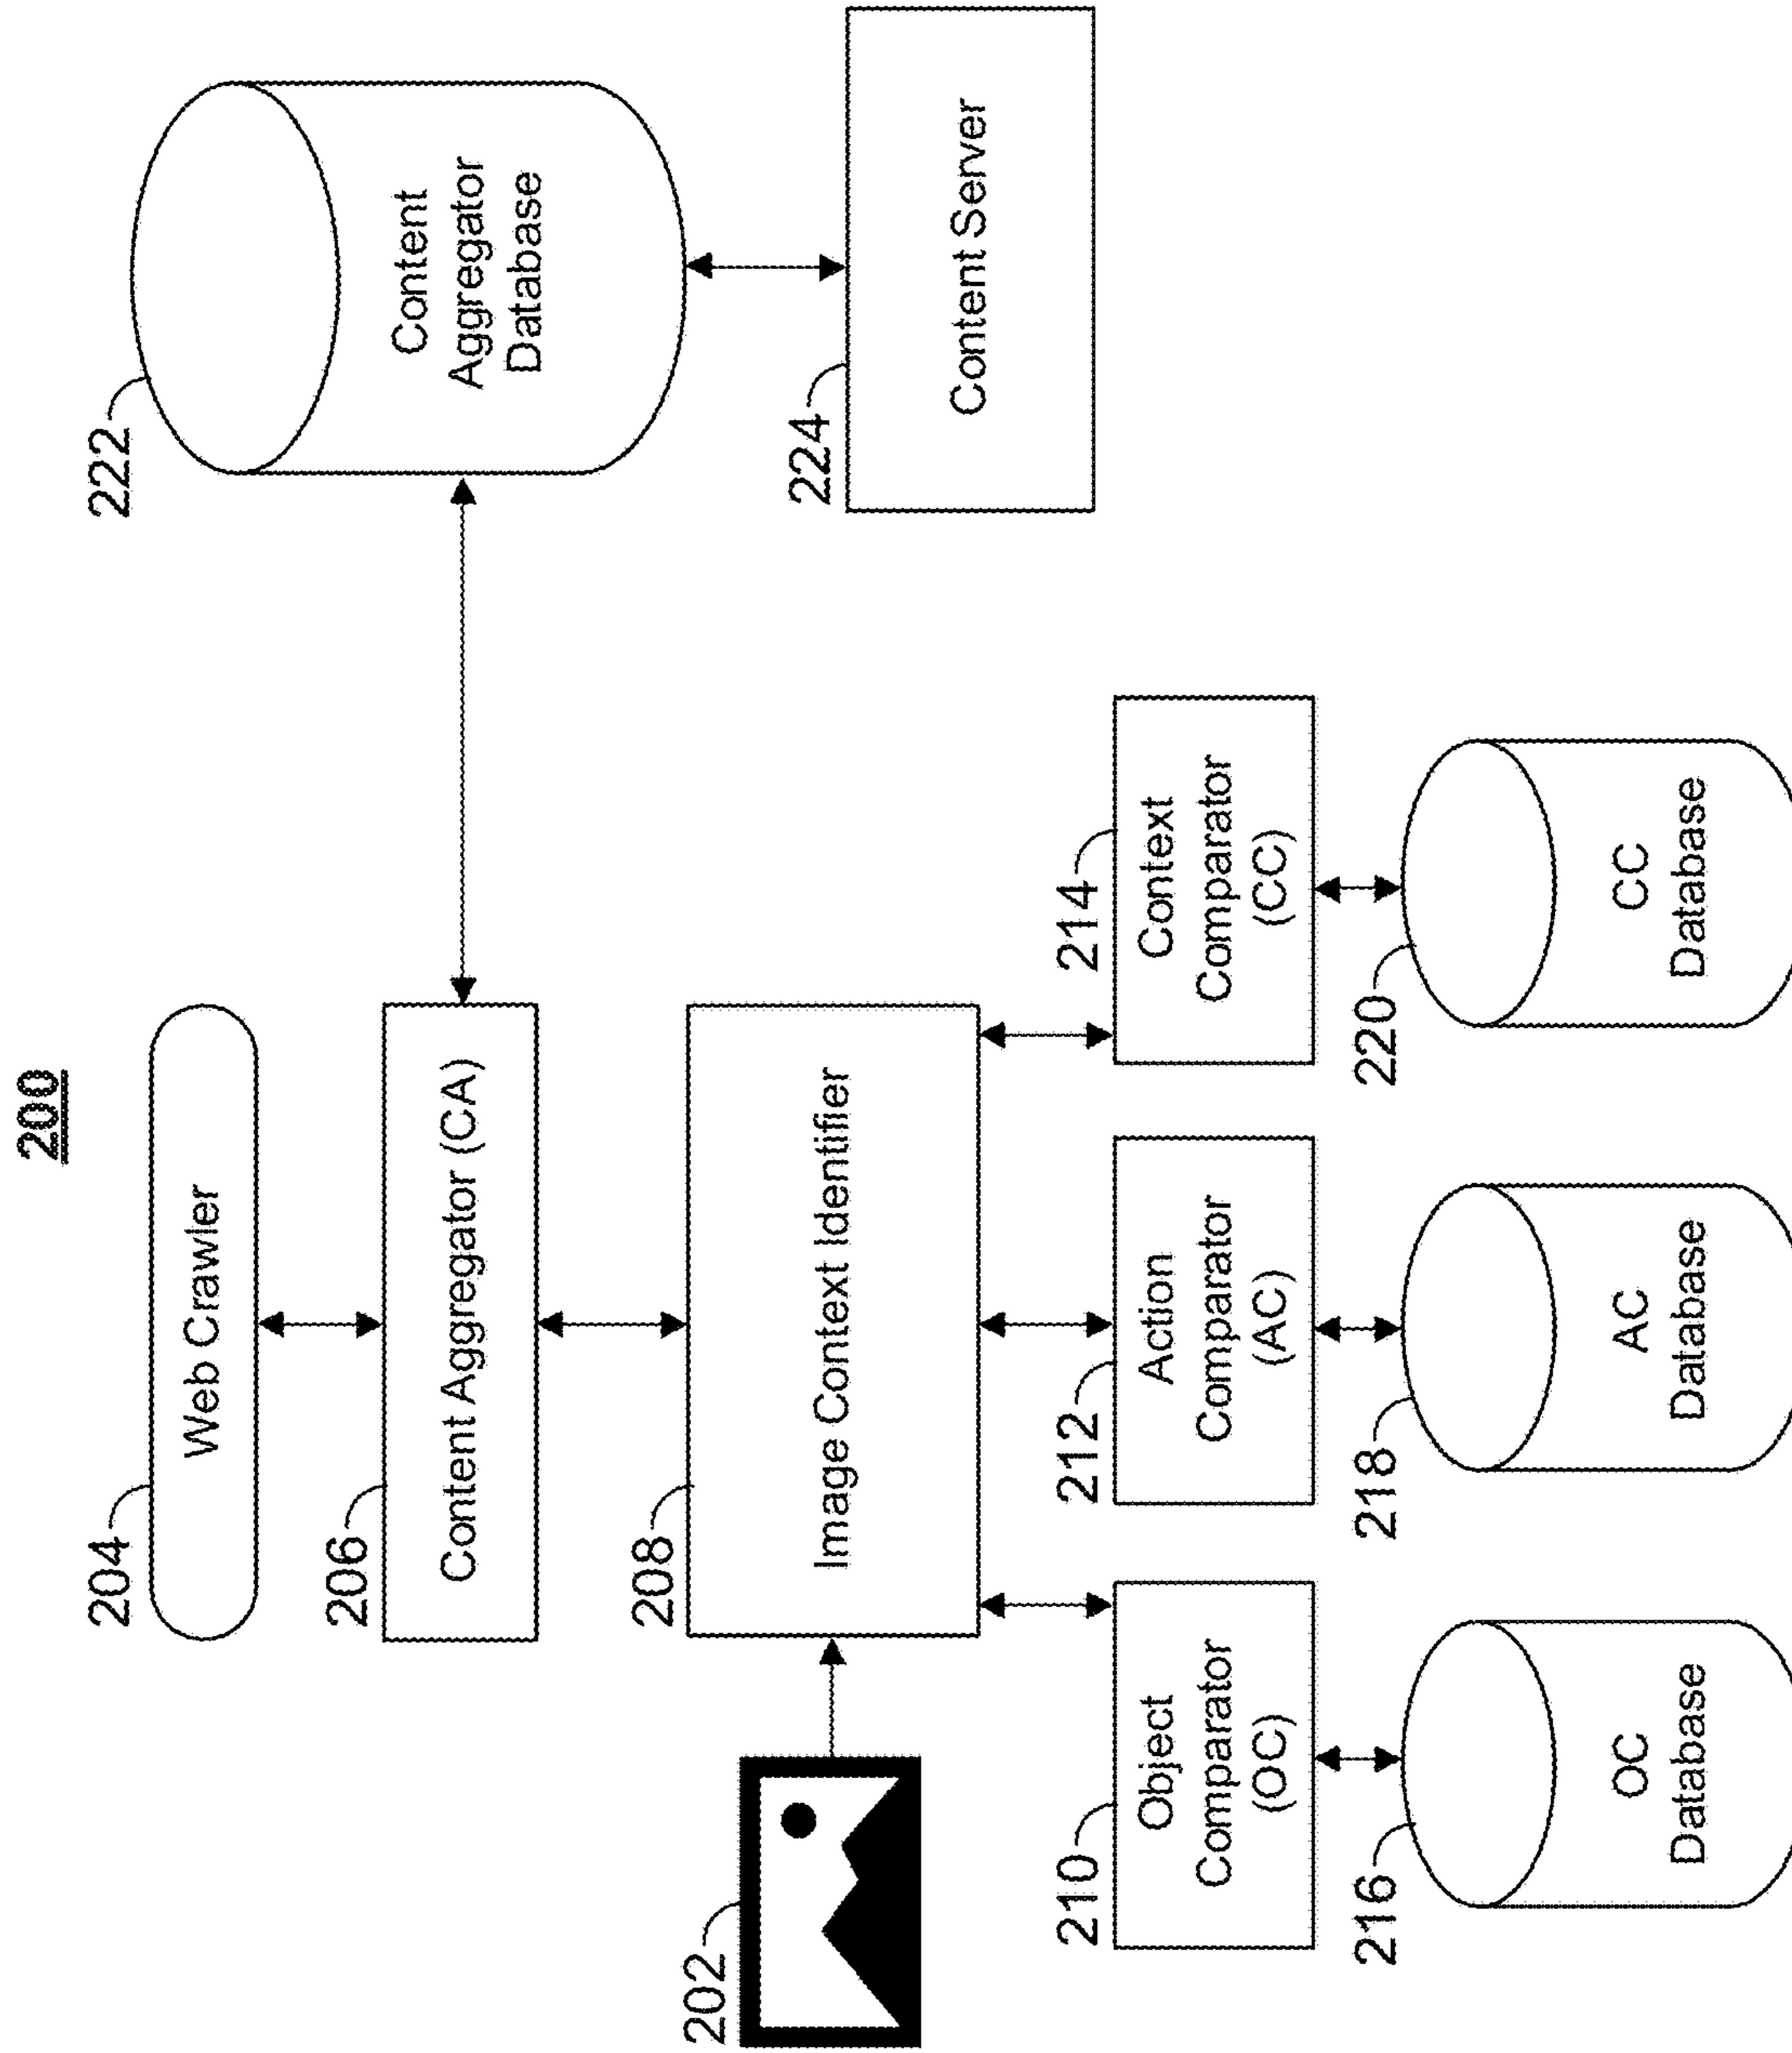 200
204
Web Crawler
206
Content Aggregator (CA)
222
Content
Aggregator
Database
202
208
Image Context Identifier
224
Content Server
210
Object
Comparator
(OC)
212
Action
Comparator
(AC)
214
Context
Comparator
(CC)
216
OC
Database
218
AC
Database
220
CC
Database